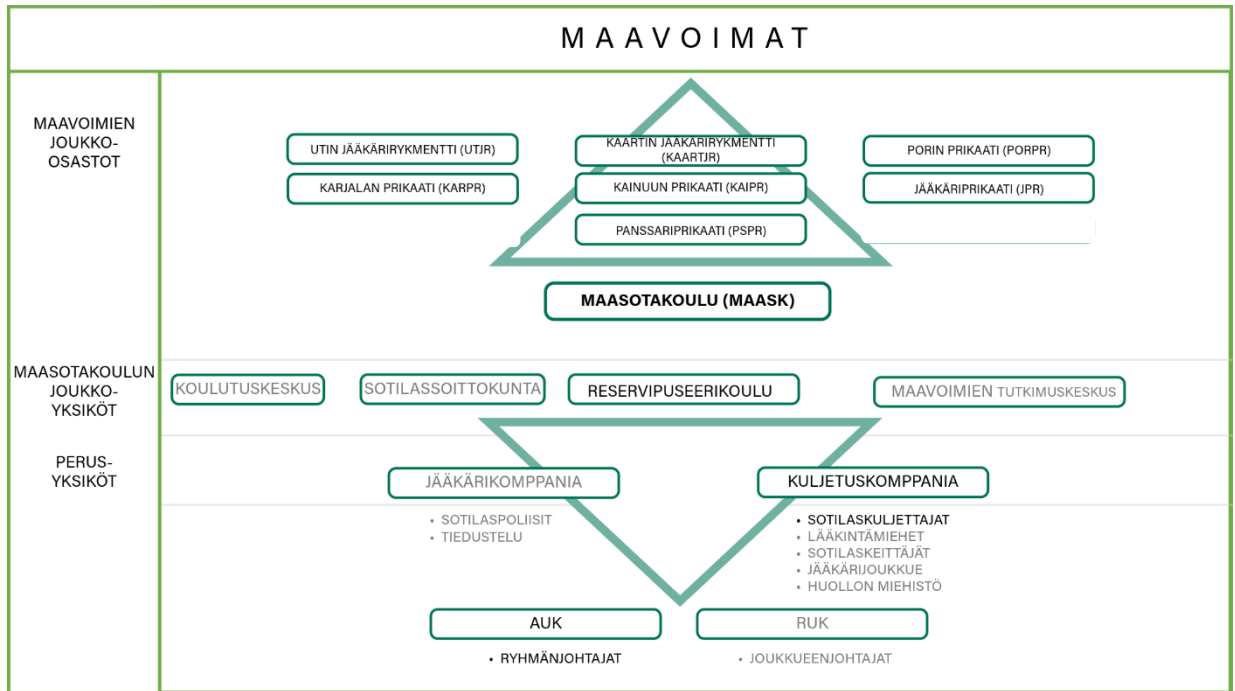 MAAVOIMAT
MAAVOIMIEN
JOUKKO-
OSASTOT
UTIN JÄÄKÄRIRYKMENTTI (UTJR)
KAARTIN JÄÄKÄRIRYKMENTTI
(KAARTJR)
PORIN PRIKAATI (PORPR)
KARJALAN PRIKAATI (KARPR)
KAINUUN PRIKAATI (KAIPR)
JÄÄKÄRIPRIKAATI (JPR)
PANSSARIPRIKAATI (PSPR)
MAASOTAKOULU (MAASK)
MAASOTAKOULUN
JOUKKO-
YKSIKÖT
KOULUTUSKESKUS
SOTILASSOITTOKUNTA
RESERVIPUSEERIKOULU
MAAVOIMIEN TUTKIMUSKESKUS
PERUS-
YKSIKÖT
JÄÄKÄRIKOMPPANIA
KULJETUSKOMPPANIA
• SOTILASPOLIISIT
• TIEDUSTELU
• SOTILASKULJETTAJAT
• LÄÄKINTÄMIEHET
• SOTILASKEITTÄJÄT
• JÄÄKÄRIJOUKKUE
• HUOLLON MIEHISTÖ
AUK
RUK
• RYHMÄNJOHTAJAT
• JOUKKUEENJOHTAJAT